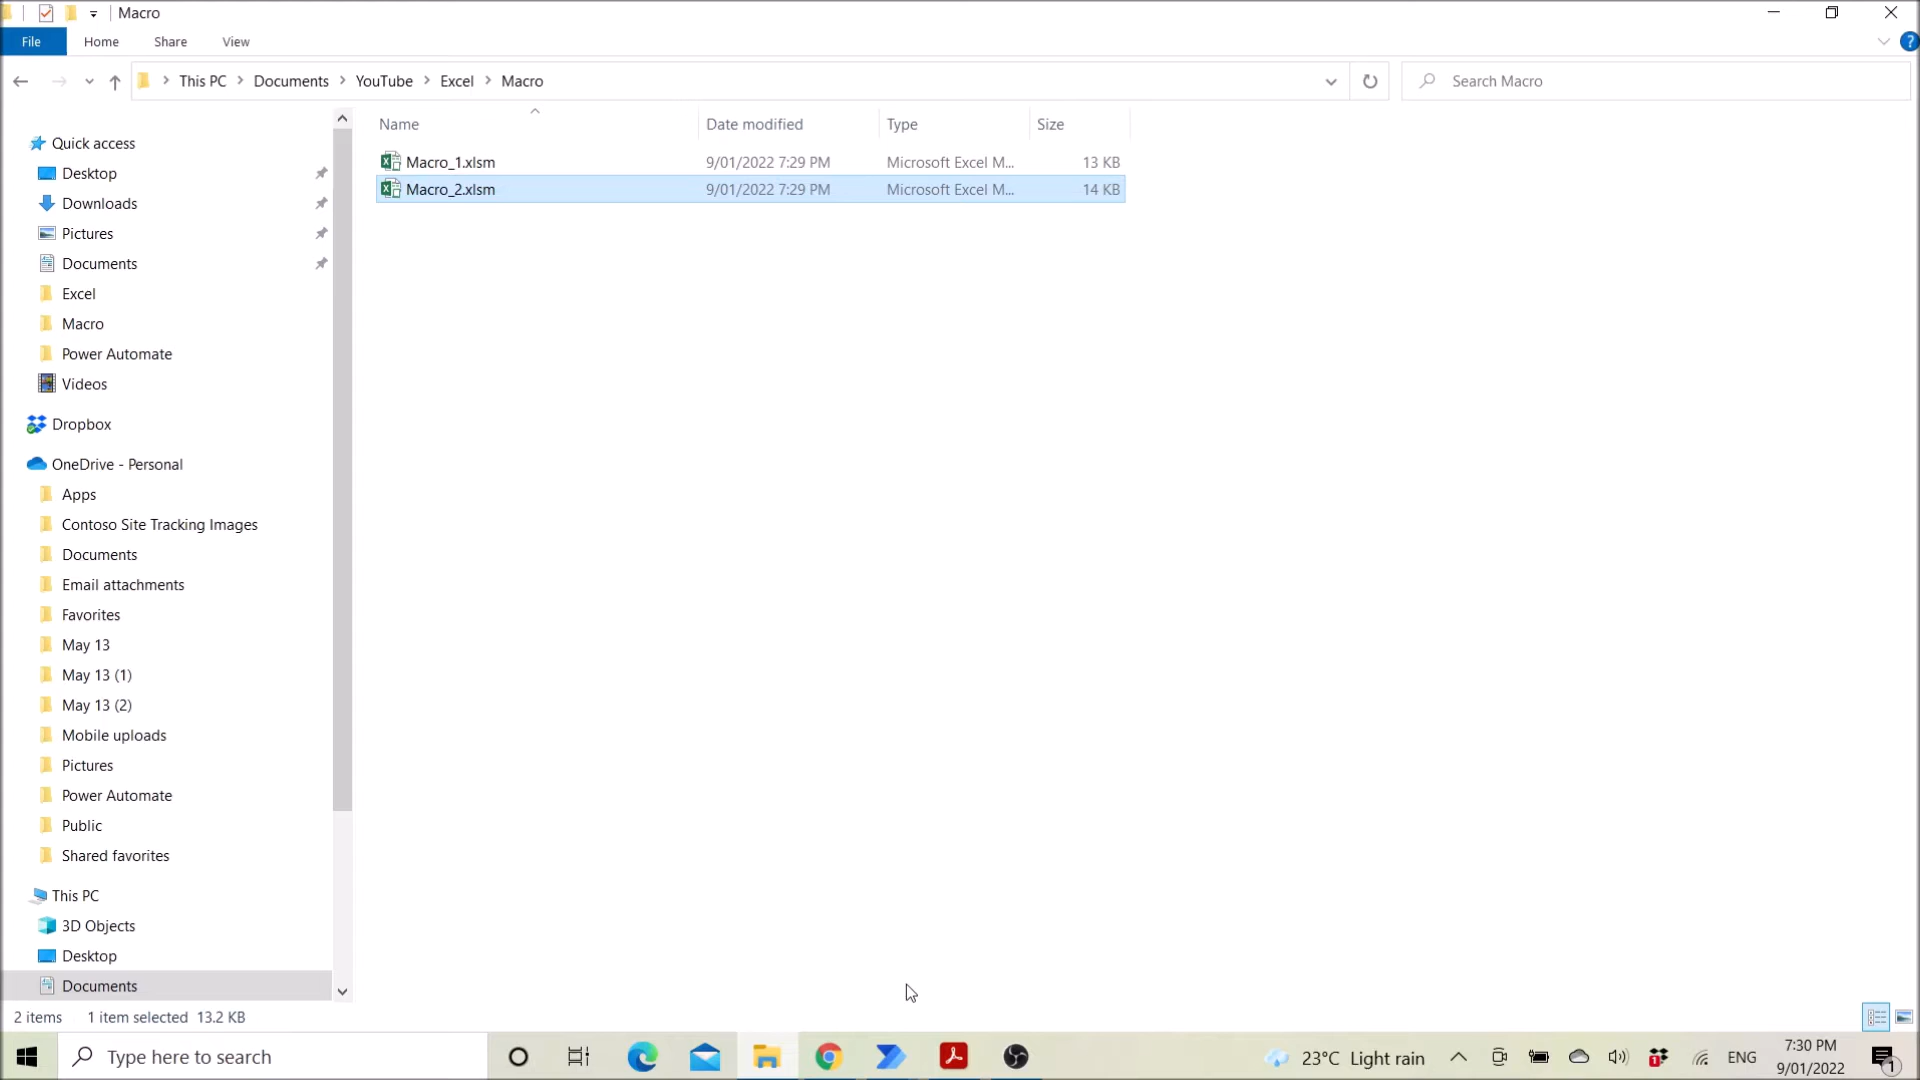 Macro
File Home Share View
This PC Documents YouTube Excel Macro
Search Macro
Name Date modified Type Size
Macro_1.xlsm 9/01/2022 7:29 PM Microsoft Excel M... 13 KB
Macro_2.xlsm 9/01/2022 7:29 PM Microsoft Excel M... 14 KB
Quick access
Desktop
Downloads
Pictures
Documents
Excel
Macro
Power Automate
Videos
Dropbox
OneDrive - Personal
Apps
Contoso Site Tracking Images
Documents
Email attachments
Favorites
May 13
May 13 (1)
May 13 (2)
Mobile uploads
Pictures
Power Automate
Public
Shared favorites
This PC
3D Objects
Desktop
Documents
2 items 1 item selected 13.2 KB
Type here to search
23°C Light rain
ENG
7:30 PM
9/01/2022
1